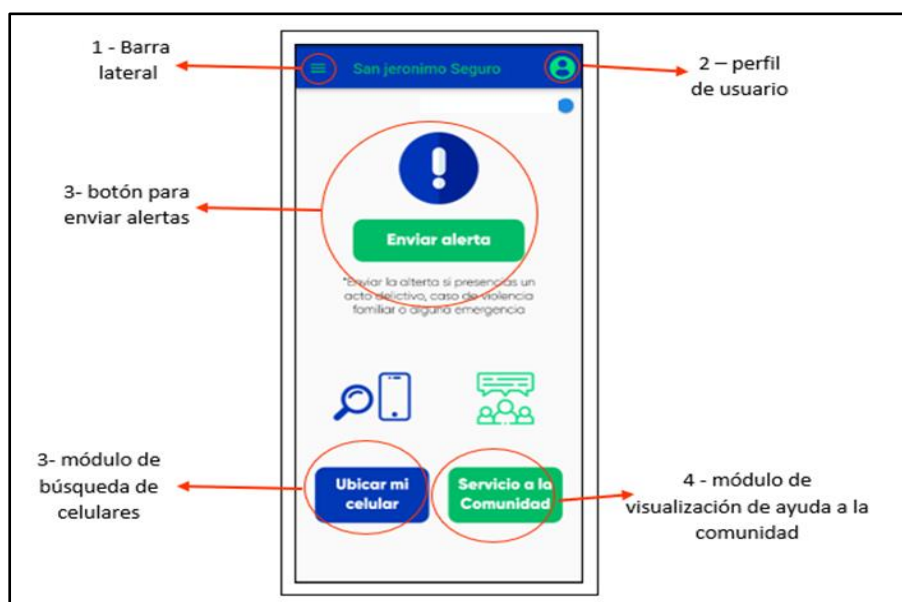 1 - Barra
lateral
San jeronimo Seguro
2 – perfil
de usuario
3- botón para
enviar alertas
Enviar alerta
*Enviar la alterta si presencias un
acto delictivo, caso de violencia
familiar o alguna emergencia
3- módulo de
búsqueda de
celulares
Ubicar mi
celular
Servicio a la
Comunidad
4 - módulo de
visualización de ayuda a la
comunidad